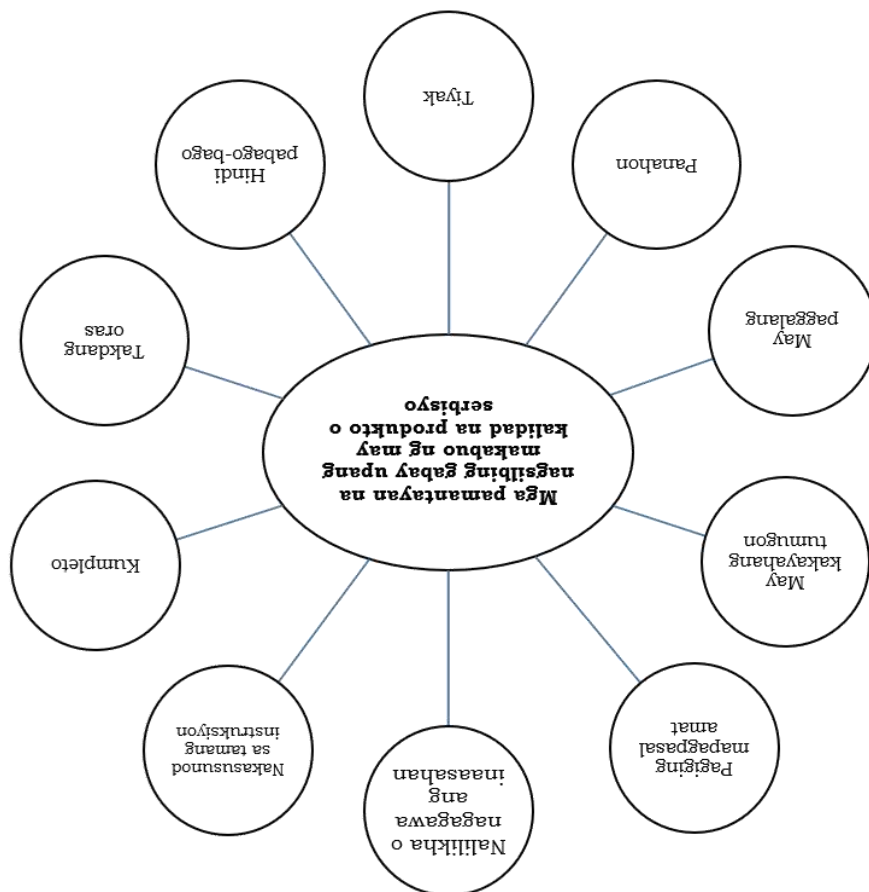 Nalilikha o
nagagawa
ang
inaasahan
Pagiging
mapagpasal
amat
Nakasusunod
sa tamang
instruksiyon
May
kakayahang
tumugon
Kumpleto
Mga pamantayan na
nagsilbing gabay upang
makabuo ng may
kalidad na produkto o
serbisyo
May
paggalang
Takdang
oras
Panahon
Hindi
pabago-bago
Tiyak